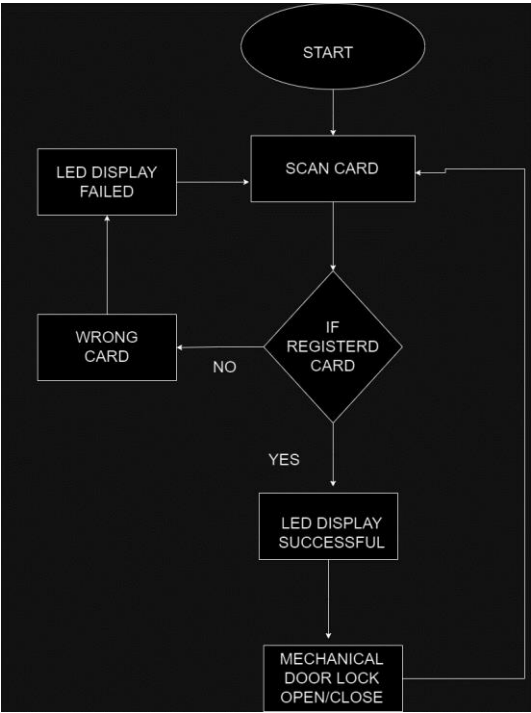 START
SCAN CARD
LED DISPLAY
FAILED
IF
REGISTERD
CARD
WRONG
CARD
NO
YES
LED DISPLAY
SUCCESSFUL
MECHANICAL
DOOR LOCK
OPEN/CLOSE